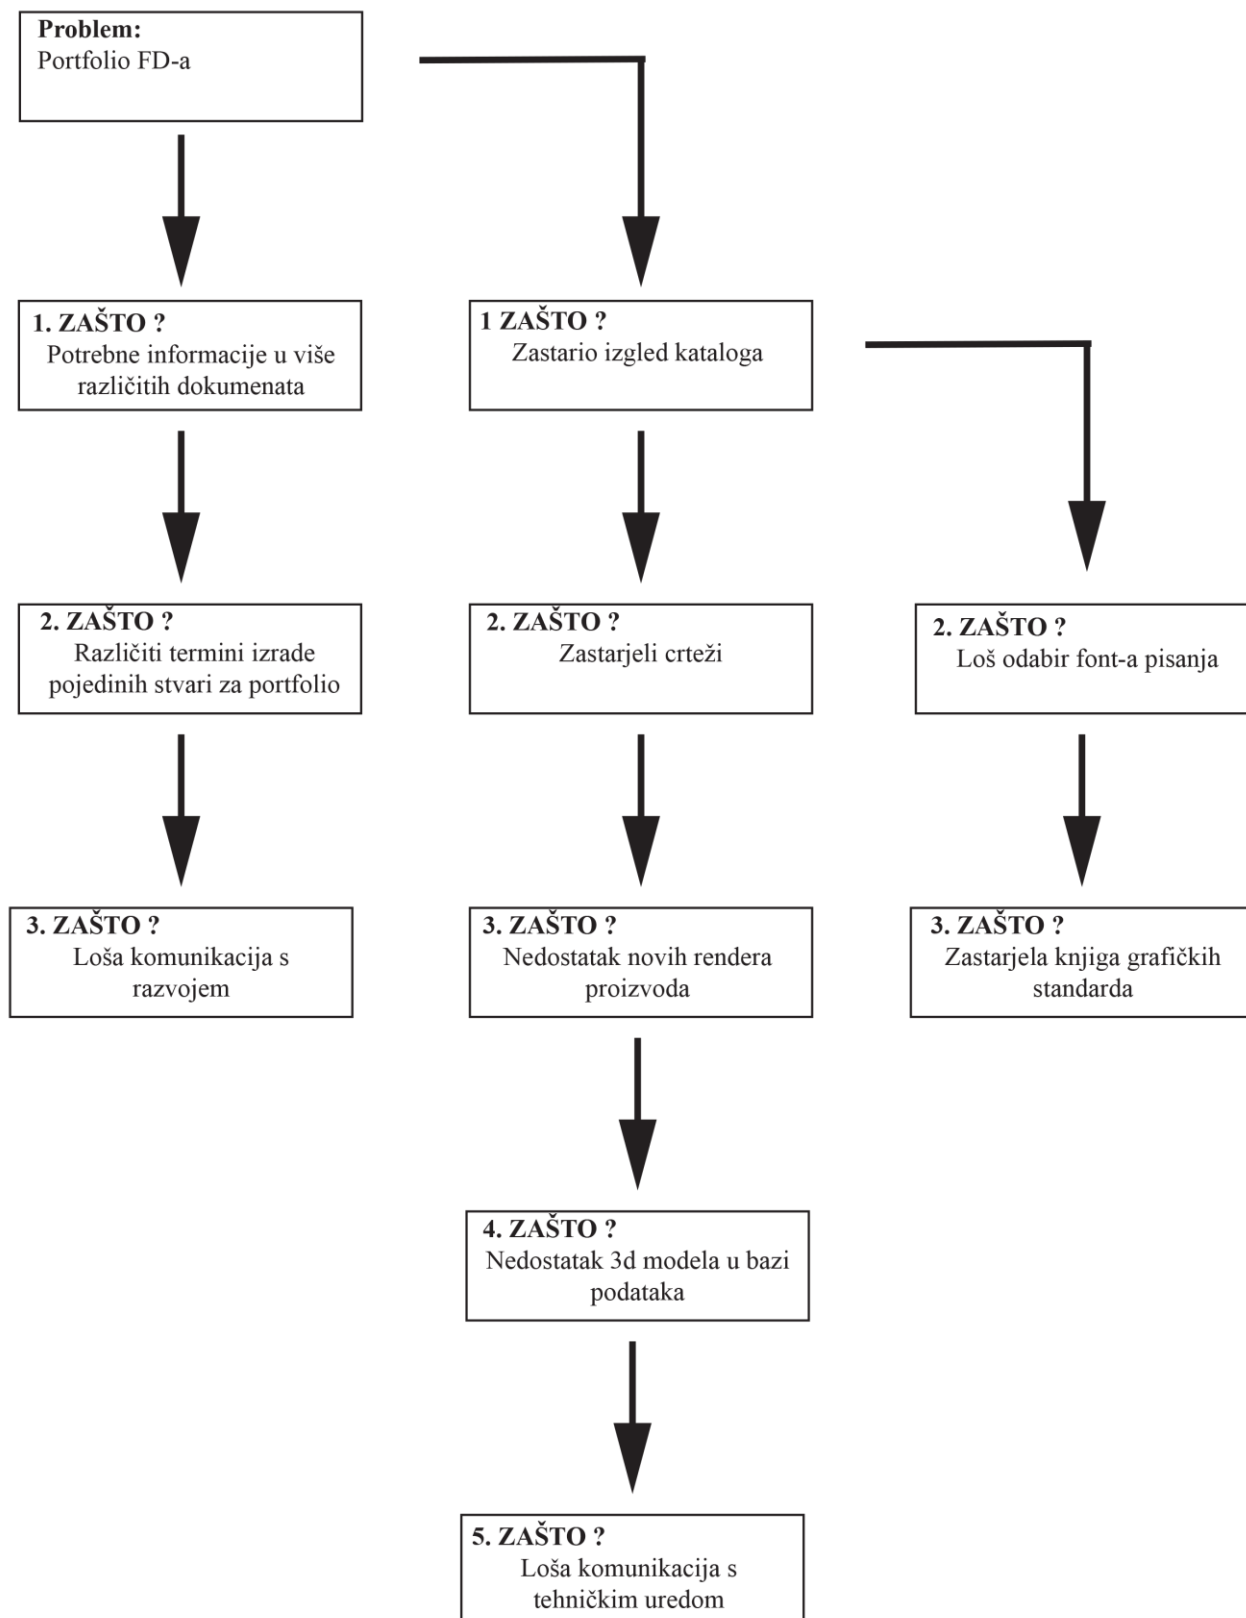 Problem:
Portfolio FD-a
1. ZAŠTO ?
Potrebne informacije u više
različitih dokumenata
1 ZAŠTO ?
Zastario izgled kataloga
2. ZAŠTO ?
Različiti termini izrade
pojedinih stvari za portfolio
2. ZAŠTO ?
Zastarjeli crteži
2. ZAŠTO ?
Loš odabir font-a pisanja
3. ZAŠTO ?
Loša komunikacija s
razvojem
3. ZAŠTO ?
Nedostatak novih rendera
proizvoda
3. ZAŠTO ?
Zastarjela knjiga grafičkih
standarda
4. ZAŠTO ?
Nedostatak 3d modela u bazi
podataka
5. ZAŠTO ?
Loša komunikacija s
tehničkim uredom